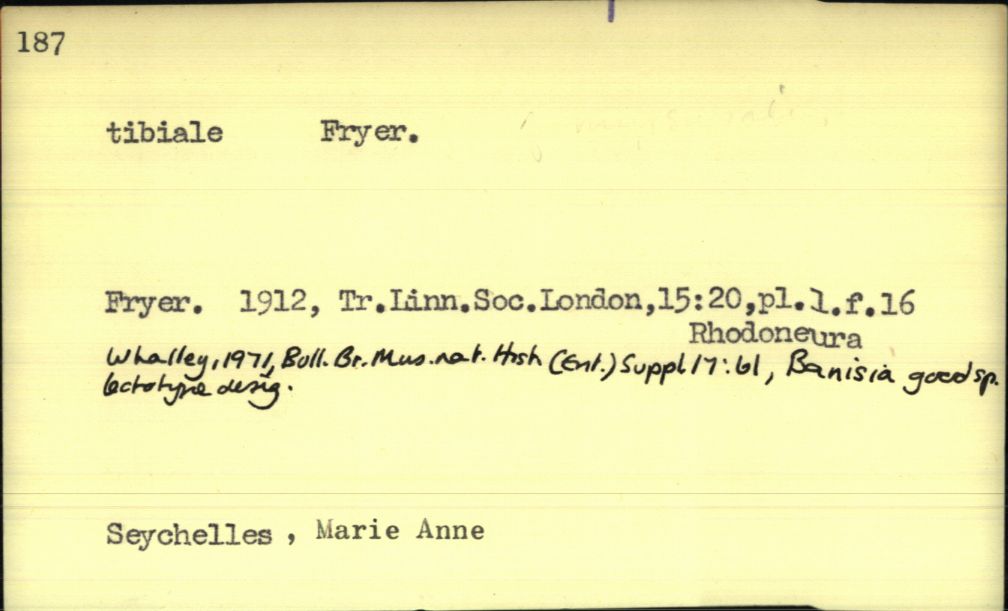 187
tibiale Fryer.
Fryer. 1912, Tr.Linn.Soc.London,15:20,pl.1.f.16
Rhodoneura
Whalley, 1971, Bull. Br. Mus. nat. Hist. (Ent.) Suppl 17:61, Banisia good sp.
lectotype desig.
Seychelles, Marie Anne